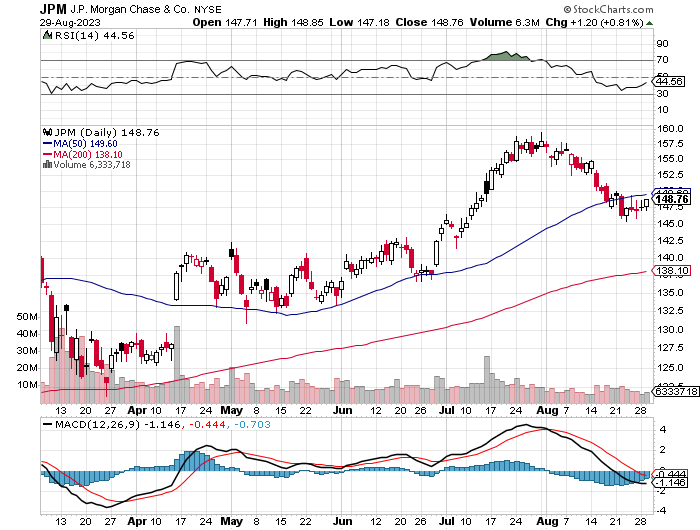 JPM J.P. Morgan Chase & Co. NYSE
© StockCharts.com
29-Aug-2023
Open 147.71 High 148.85 Low 147.18 Close 148.76 Volume 6.3M Chg +1.20 (+0.81%)
RSI(14) 44.56
90
70
50
44.56
30
10
JPM (Daily) 148.76
MA(50) 149.60
MA(200) 138.10
Volume 6,333,718
160.0
157.5
155.0
152.5
150.0
148.76
147.5
145.0
142.5
140.0
138.10
135.0
132.5
130.0
127.5
125.0
50M
40M
30M
20M
10M
6333718
13 20 27 Apr 10 17 24 May 8 15 22 Jun 12 20 26 Jul 10 17 24 Aug 7 14 21 28
MACD(12,26,9) -1.146, -0.444, -0.703
4
2
0
-0.444
-1.146
-2
-4
13 20 27 Apr 10 17 24 May 8 15 22 Jun 12 20 26 Jul 10 17 24 Aug 7 14 21 28